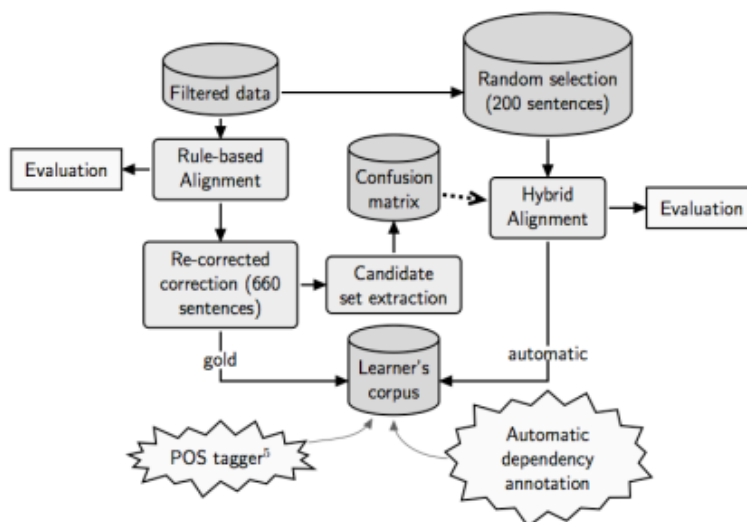 Filtered data
Random selection
(200 sentences)
Evaluation
Rule-based
Alignment
Confusion
matrix
Hybrid
Alignment
Evaluation
Re-corrected
correction (660
sentences)
Candidate
set extraction
gold
automatic
Learner's
corpus
POS tagger⁵
Automatic
dependency
annotation